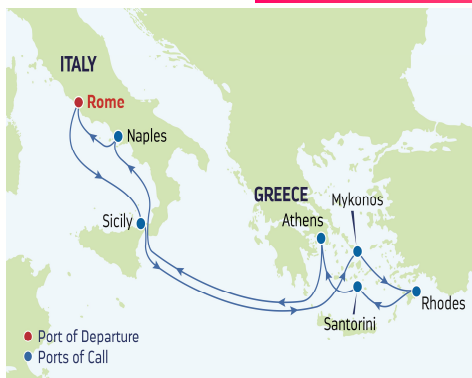 ITALY
Rome
Naples
GREECE
Mykonos
Sicily
Athens
Rhodes
Santorini
Port of Departure
Ports of Call